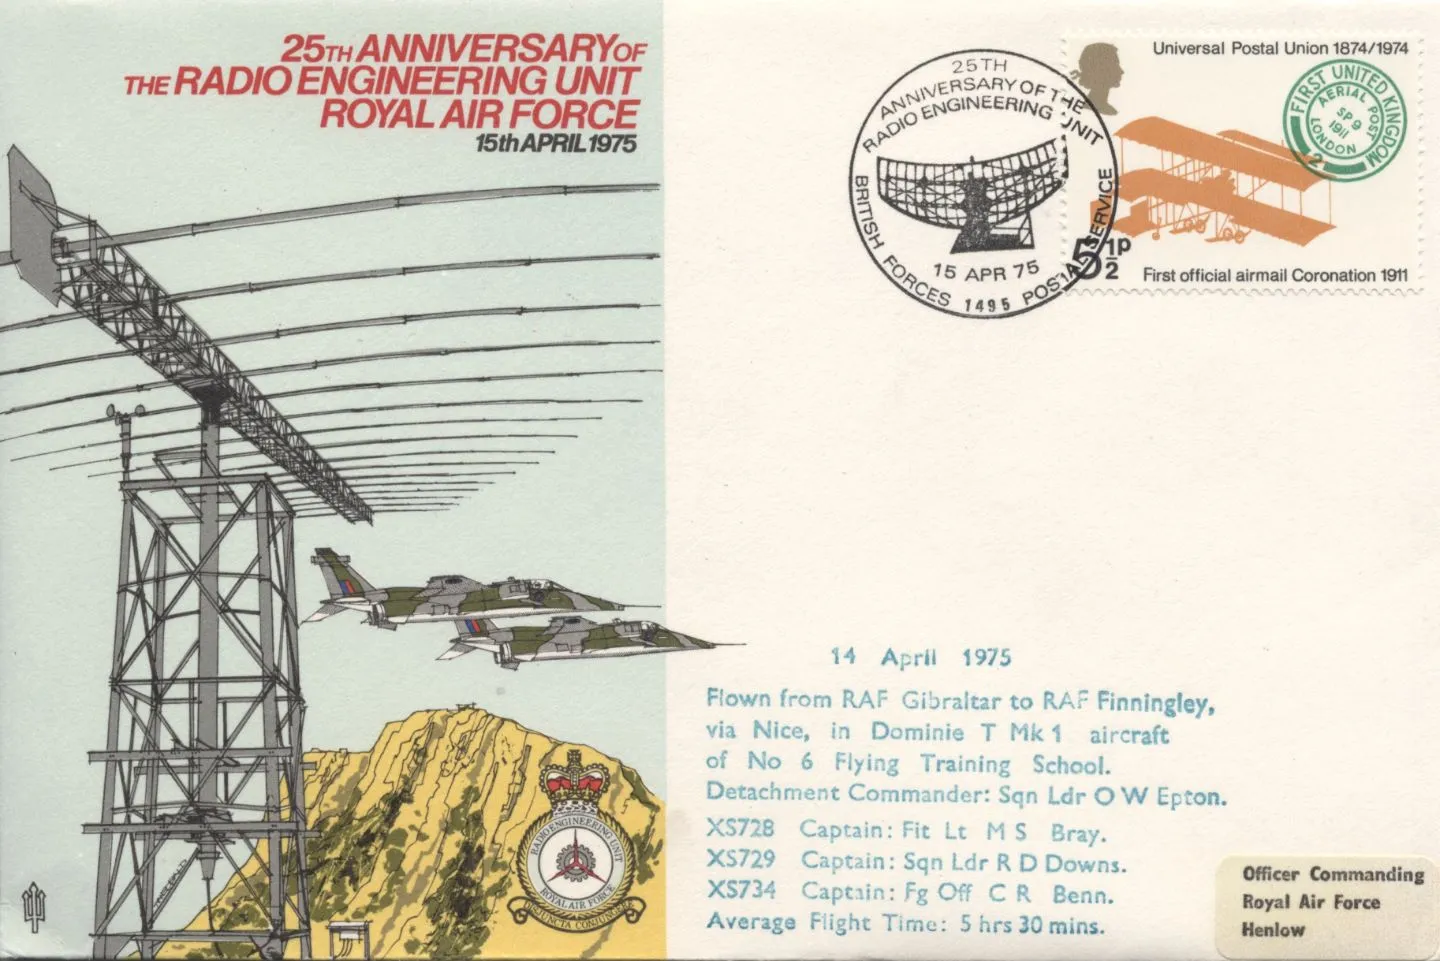 25TH ANNIVERSARY OF
THE RADIO ENGINEERING UNIT
ROYAL AIR FORCE
15th APRIL 1975
25TH
ANNIVERSARY OF THE
RADIO ENGINEERING UNIT
15 APR 75
BRITISH FORCES 1495 POSTAL SERVICE
Universal Postal Union 1874/1974
FIRST UNITED KINGDOM
AERIAL POST
SP 9
1911
LONDON
2
5½p
First official airmail Coronation 1911
14 April 1975
Flown from RAF Gibraltar to RAF Finningley,
via Nice, in Dominie T Mk 1 aircraft
of No 6 Flying Training School.
Detachment Commander: Sqn Ldr O W Epton.
XS728 Captain: Flt Lt M S Bray.
XS729 Captain: Sqn Ldr R D Downs.
XS734 Captain: Fg Off C R Benn.
Average Flight Time: 5 hrs 30 mins.
RADIO ENGINEERING UNIT
ROYAL AIR FORCE
DISJUNCTA CONJUNGERE
Officer Commanding
Royal Air Force
Henlow